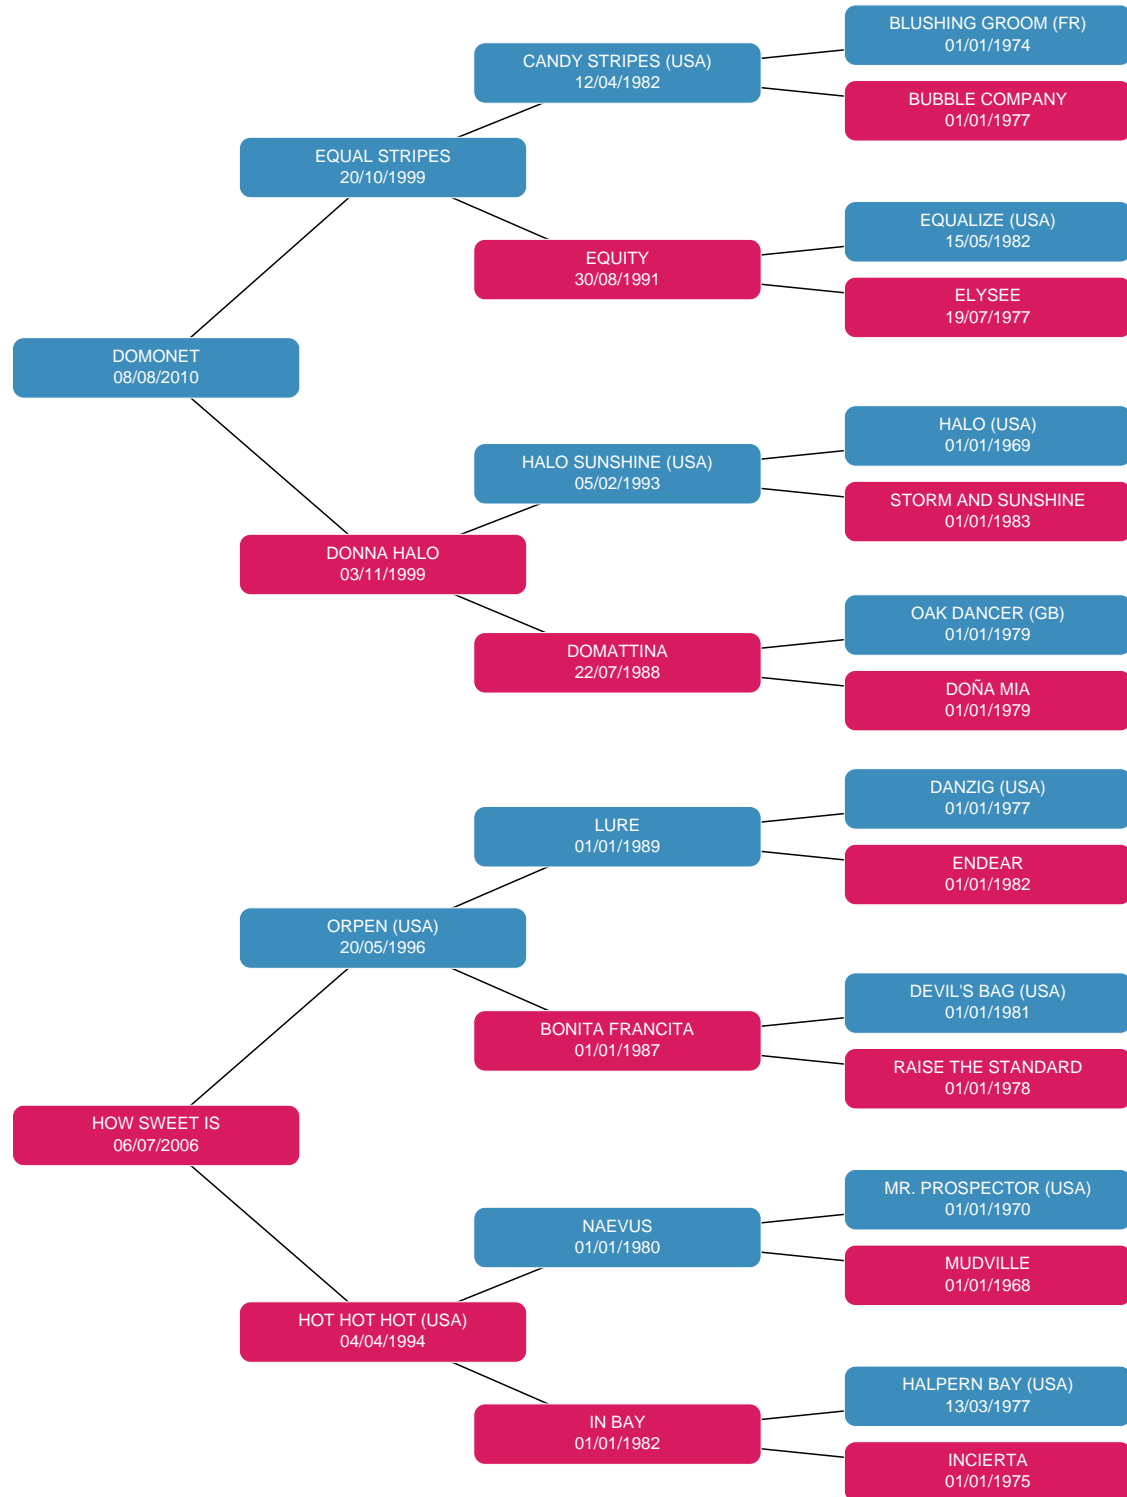 BLUSHING GROOM (FR)
01/01/1974
CANDY STRIPES (USA)
12/04/1982
BUBBLE COMPANY
01/01/1977
EQUAL STRIPES
20/10/1999
EQUALIZE (USA)
15/05/1982
EQUITY
30/08/1991
ELYSEE
19/07/1977
DOMONET
08/08/2010
HALO (USA)
01/01/1969
HALO SUNSHINE (USA)
05/02/1993
STORM AND SUNSHINE
01/01/1983
DONNA HALO
03/11/1999
OAK DANCER (GB)
01/01/1979
DOMATTINA
22/07/1988
DOÑA MIA
01/01/1979
DANZIG (USA)
01/01/1977
LURE
01/01/1989
ENDEAR
01/01/1982
ORPEN (USA)
20/05/1996
DEVIL'S BAG (USA)
01/01/1981
BONITA FRANCITA
01/01/1987
RAISE THE STANDARD
01/01/1978
HOW SWEET IS
06/07/2006
MR. PROSPECTOR (USA)
01/01/1970
NAEVUS
01/01/1980
MUDVILLE
01/01/1968
HOT HOT HOT (USA)
04/04/1994
HALPERN BAY (USA)
13/03/1977
IN BAY
01/01/1982
INCIERTA
01/01/1975